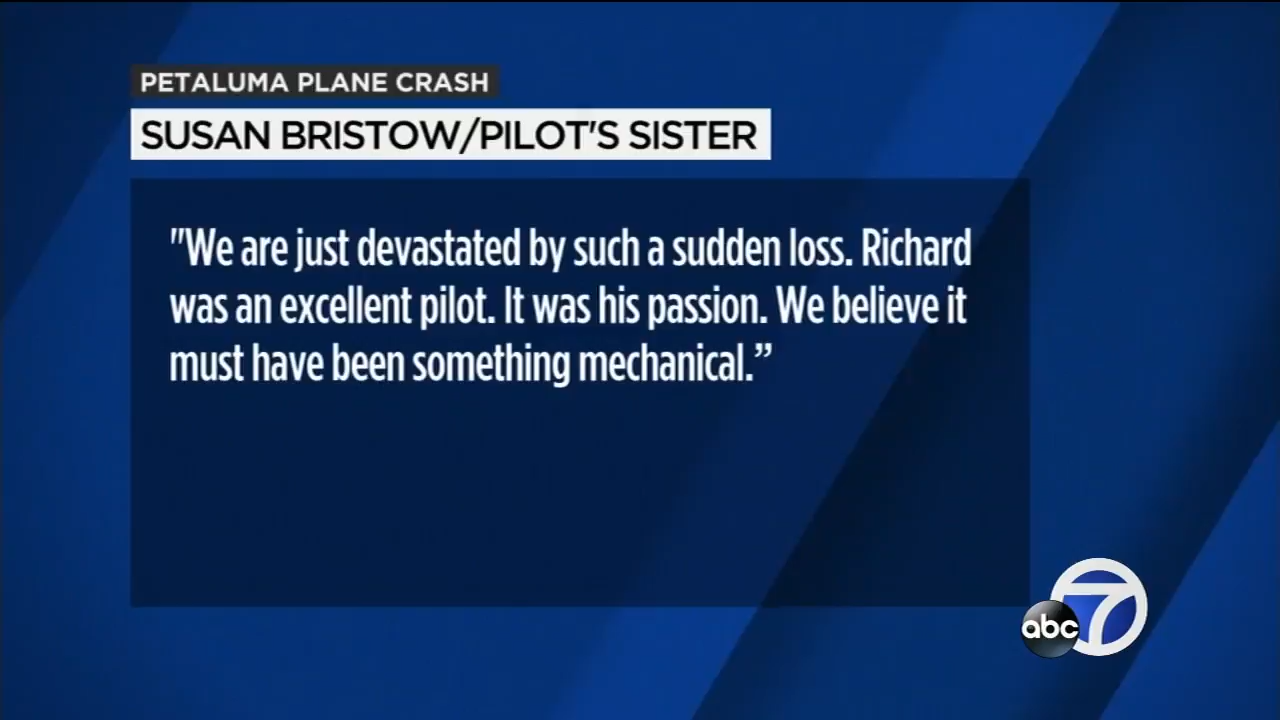 PETALUMA PLANE CRASH
SUSAN BRISTOW/PILOT'S SISTER
"We are just devastated by such a sudden loss. Richard
was an excellent pilot. It was his passion. We believe it
must have been something mechanical.”
abc 7